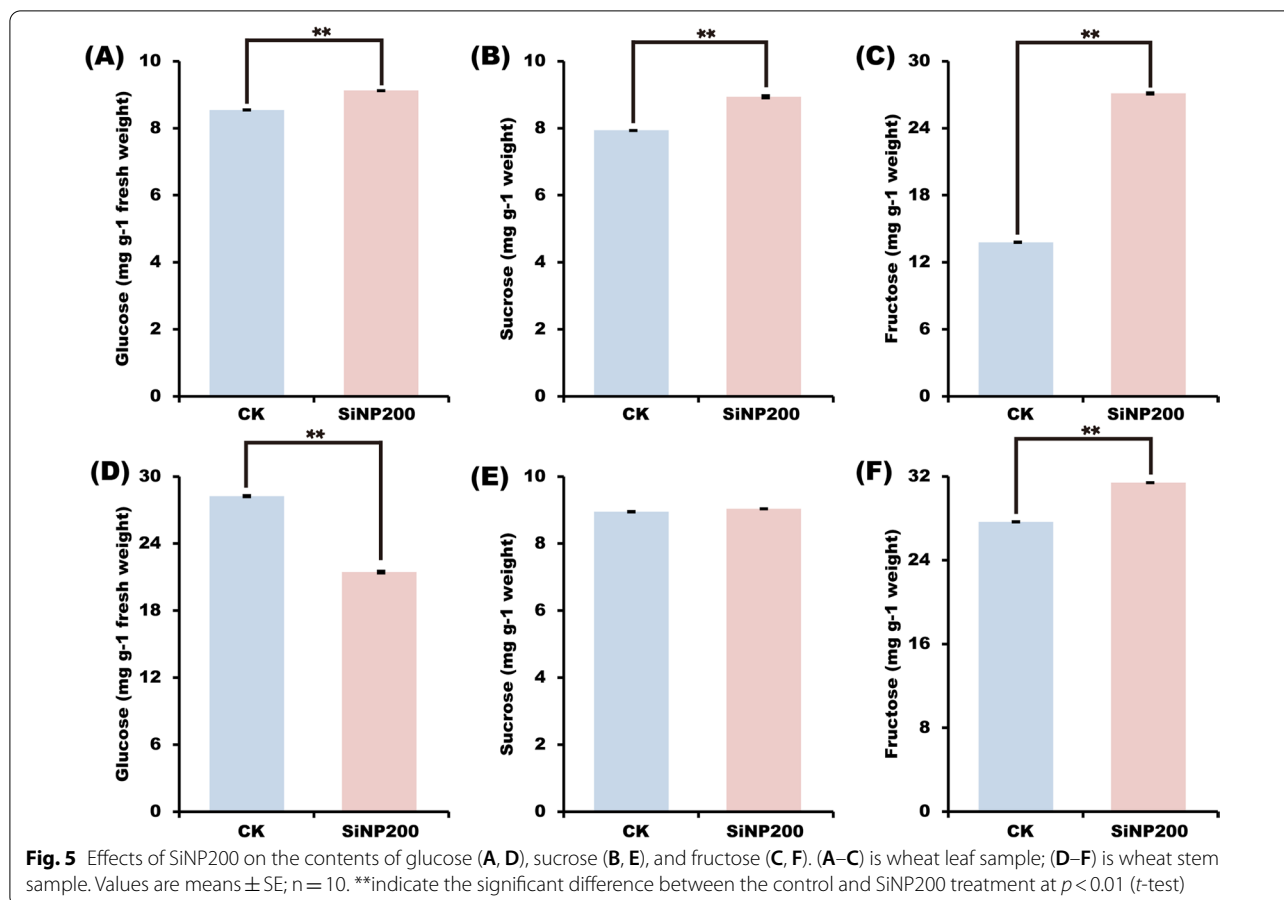 (A)
**
Glucose (mg g-1 fresh weight)
10
8
6
4
2
0
CK SiNP200
(B)
**
Sucrose (mg g-1 weight)
10
8
6
4
2
0
CK SiNP200
(C)
**
Fructose (mg g-1 weight)
30
24
18
12
6
0
CK SiNP200
(D)
**
Glucose (mg g-1 fresh weight)
30
24
18
12
6
0
CK SiNP200
(E)
Sucrose (mg g-1 weight)
10
8
6
4
2
0
CK SiNP200
(F)
**
Fructose (mg g-1 weight)
32
24
16
8
0
CK SiNP200
Fig. 5 Effects of SiNP200 on the contents of glucose (A, D), sucrose (B, E), and fructose (C, F). (A–C) is wheat leaf sample; (D–F) is wheat stem
sample. Values are means ± SE; n = 10. **indicate the significant difference between the control and SiNP200 treatment at p < 0.01 (t-test)